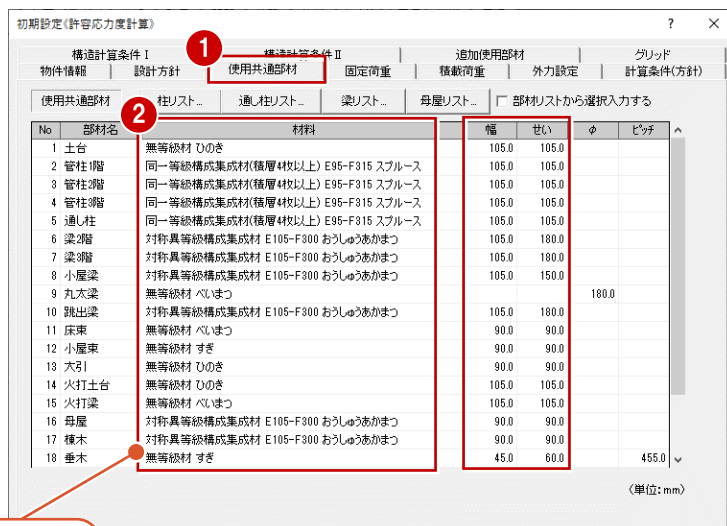 初期設定《許容応力度計算》 ? ×
構造計算条件Ⅰ 構造計算条件Ⅱ 追加使用部材 グリッド
物件情報 設計方針 使用共通部材 固定荷重 積載荷重 外力設定 計算条件(方針)
1
使用共通部材 柱リスト... 通し柱リスト... 梁リスト... 母屋リスト... 部材リストから選択入力する
2
No 部材名 材料 幅 せい φ ピッチ
1 土台 無等級材 ひのき 105.0 105.0
2 管柱1階 同一等級構成集成材(積層4枚以上) E95-F315 スプルース 105.0 105.0
3 管柱2階 同一等級構成集成材(積層4枚以上) E95-F315 スプルース 105.0 105.0
4 管柱3階 同一等級構成集成材(積層4枚以上) E95-F315 スプルース 105.0 105.0
5 通し柱 同一等級構成集成材(積層4枚以上) E95-F315 スプルース 105.0 105.0
6 梁2階 対称異等級構成集成材 E105-F300 おうしゅうあかまつ 105.0 180.0
7 梁3階 対称異等級構成集成材 E105-F300 おうしゅうあかまつ 105.0 180.0
8 小屋梁 対称異等級構成集成材 E105-F300 おうしゅうあかまつ 105.0 150.0
9 丸太梁 無等級材 べいまつ 180.0
10 跳出梁 対称異等級構成集成材 E105-F300 おうしゅうあかまつ 105.0 180.0
11 床束 無等級材 べいまつ 90.0 90.0
12 小屋束 無等級材 すぎ 90.0 90.0
13 大引 無等級材 ひのき 90.0 90.0
14 火打土台 無等級材 ひのき 105.0 105.0
15 火打梁 無等級材 べいまつ 105.0 105.0
16 母屋 対称異等級構成集成材 E105-F300 おうしゅうあかまつ 90.0 90.0
17 棟木 対称異等級構成集成材 E105-F300 おうしゅうあかまつ 90.0 90.0
18 垂木 無等級材 すぎ 45.0 60.0 455.0
(単位:mm)